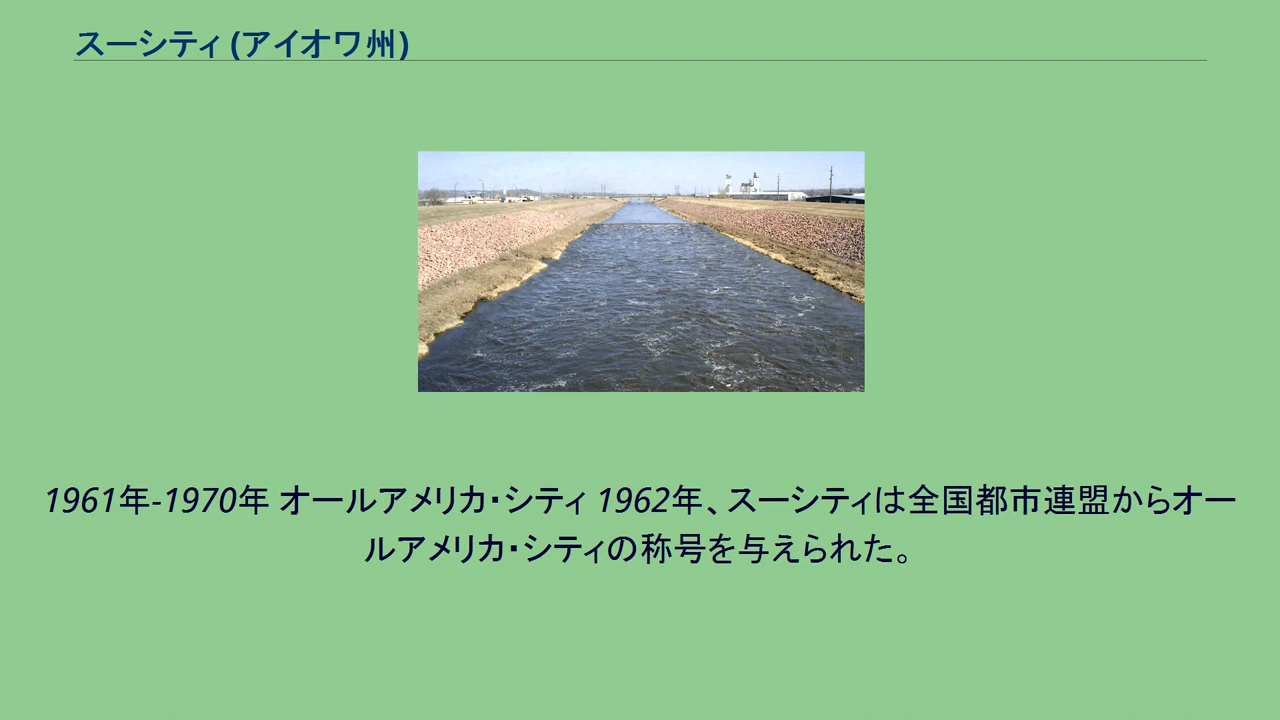 スーシティ (アイオワ州)
1961年-1970年 オールアメリカ・シティ 1962年、スーシティは全国都市連盟からオー
ルアメリカ・シティの称号を与えられた。